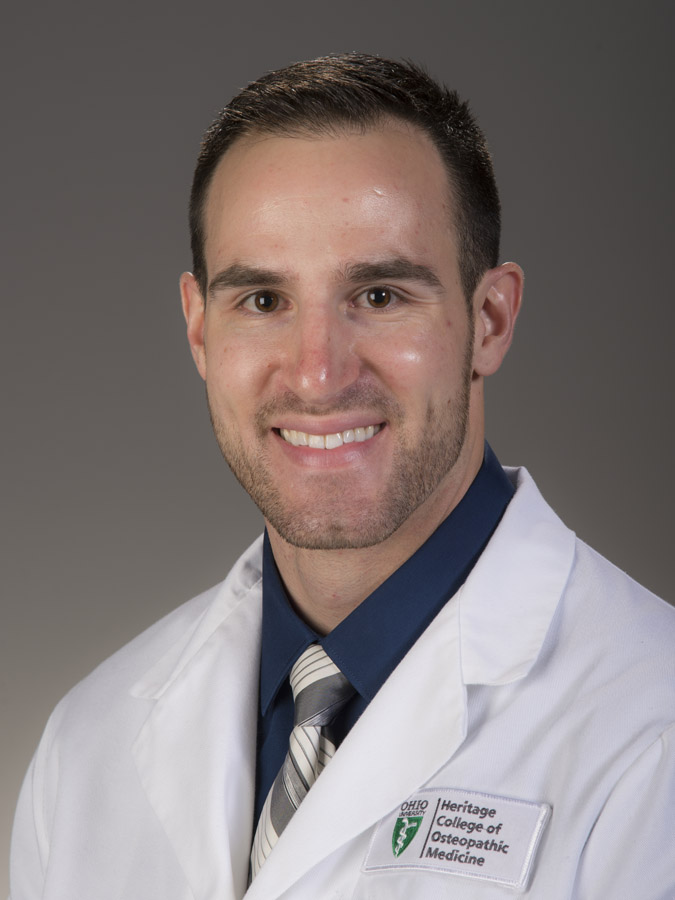 OHIO
UNIVERSITY
Heritage
College of
Osteopathic
Medicine